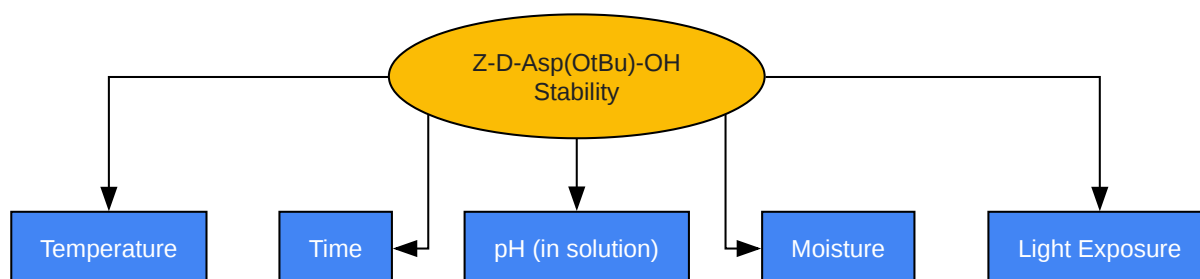 Z-D-Asp(OtBu)-OH
Stability
Temperature
Time
pH (in solution)
Moisture
Light Exposure